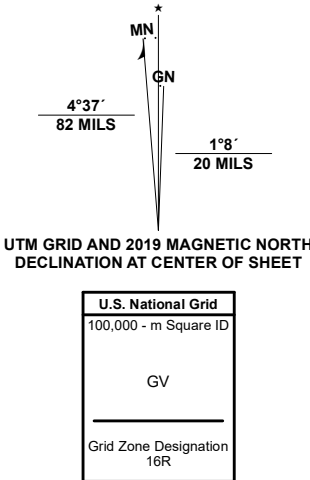 ★
MN
GN
4°37´
82 MILS
1°8´
20 MILS
UTM GRID AND 2019 MAGNETIC NORTH
DECLINATION AT CENTER OF SHEET
U.S. National Grid
100,000 - m Square ID
GV
Grid Zone Designation
16R